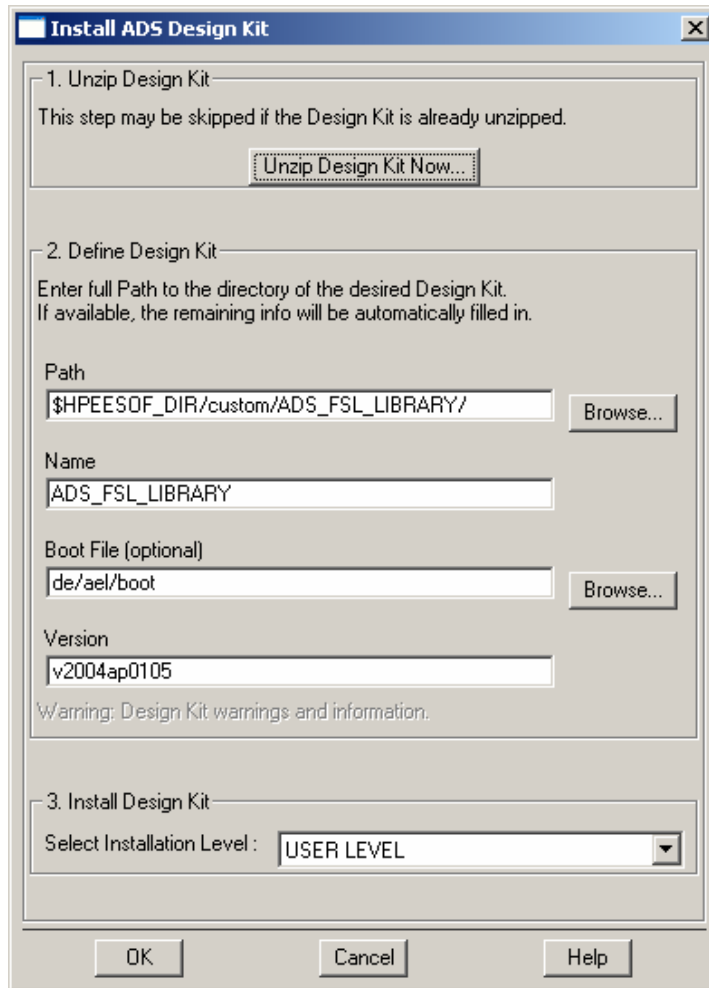 Install ADS Design Kit
1. Unzip Design Kit
This step may be skipped if the Design Kit is already unzipped.
Unzip Design Kit Now...
2. Define Design Kit
Enter full Path to the directory of the desired Design Kit.
If available, the remaining info will be automatically filled in.
Path
$HPEESOF_DIR/custom/ADS_FSL_LIBRARY/
Browse...
Name
ADS_FSL_LIBRARY
Boot File (optional)
de/ael/boot
Browse...
Version
v2004ap0105
Warning: Design Kit warnings and information.
3. Install Design Kit
Select Installation Level :
USER LEVEL
OK
Cancel
Help